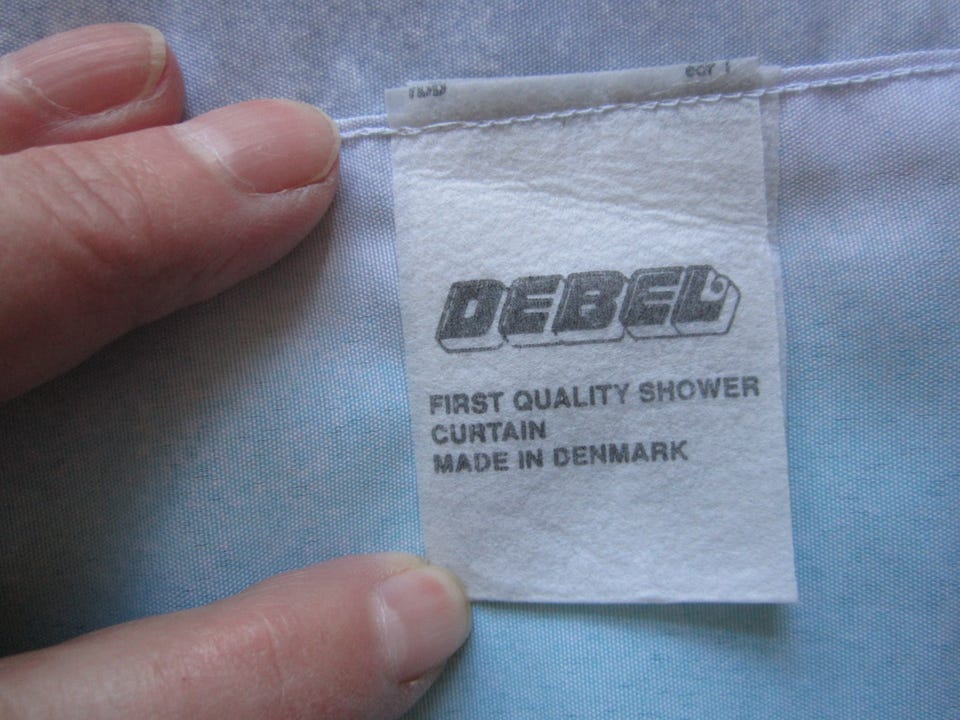 DEBEL
FIRST QUALITY SHOWER
CURTAIN
MADE IN DENMARK